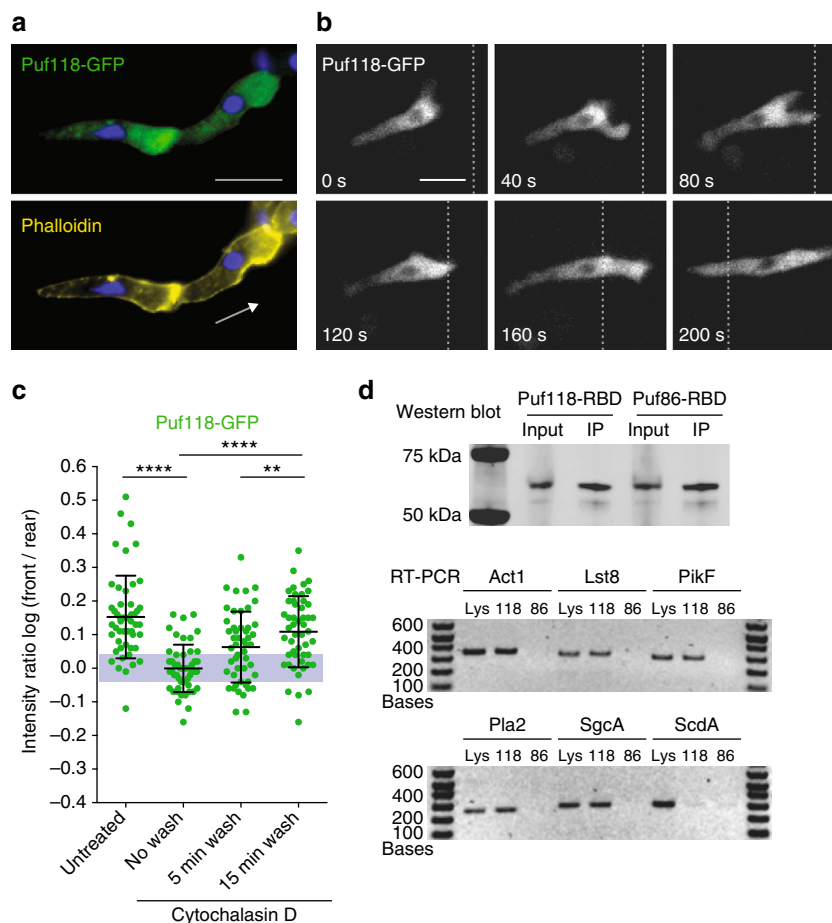 a
Puf118-GFP
Phalloidin
b
Puf118-GFP
0 s
40 s
80 s
120 s
160 s
200 s
c
Puf118-GFP
****
****
**
0.6
0.5
0.4
0.3
0.2
0.1
0.0
−0.1
−0.2
−0.3
−0.4
Intensity ratio log (front / rear)
Untreated
No wash
5 min wash
15 min wash
Cytochalasin D
d
Western blot
Puf118-RBD Puf86-RBD
Input IP Input IP
75 kDa
50 kDa
RT-PCR Act1 Lst8 PikF
Lys 118 86 Lys 118 86 Lys 118 86
600
400
300
200
100
Bases
Pla2 SgcA ScdA
Lys 118 86 Lys 118 86 Lys 118 86
600
400
300
200
100
Bases